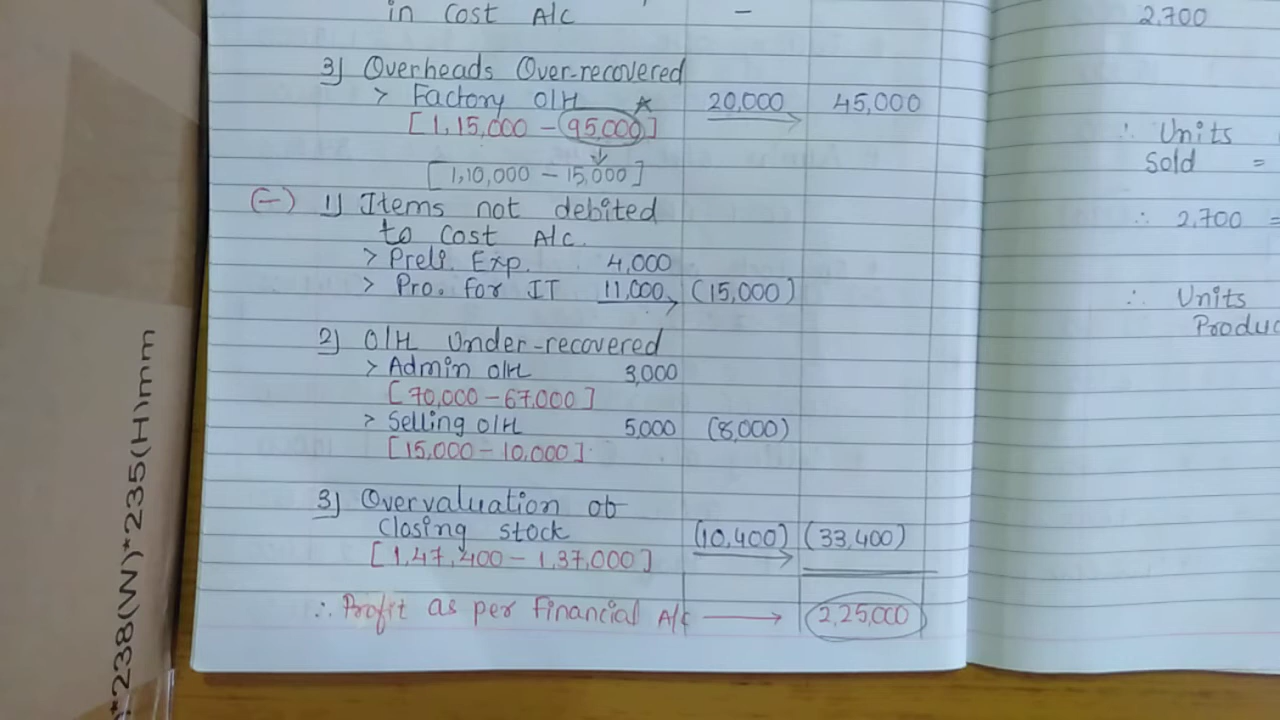 in Cost A/c –
3) Overheads Over-recovered
> Factory O/H 20,000 45,000
[1,15,000 – 95,000]
[1,10,000 – 15,000]
(–) 1) Items not debited
to Cost A/c.
> Preli. Exp. 4,000
> Pro. for IT 11,000 (15,000)
2) O/H Under-recovered
> Admin O/H 3,000
[70,000 – 67,000]
> Selling O/H 5,000 (8,000)
[15,000 – 10,000]
3) Overvaluation of
Closing stock (10,400) (33,400)
[1,47,400 – 1,37,000]
∴ Profit as per Financial A/c → 2,25,000
2,700
∴ Units
Sold =
∴ 2,700 =
∴ Units
Produc
*238(W)*235(H)mm